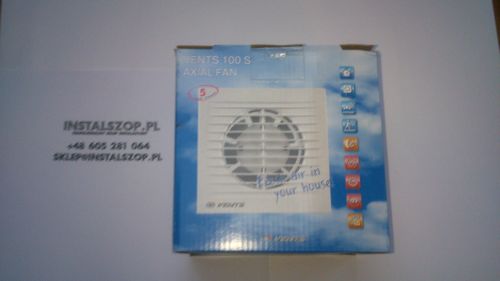 VENTS 100 S
AXIAL FAN
5
INSTALSZOP.PL
+48 605 281 064
SKLEP@INSTALSZOP.PL
air in
your house!
VENTS
VENTS